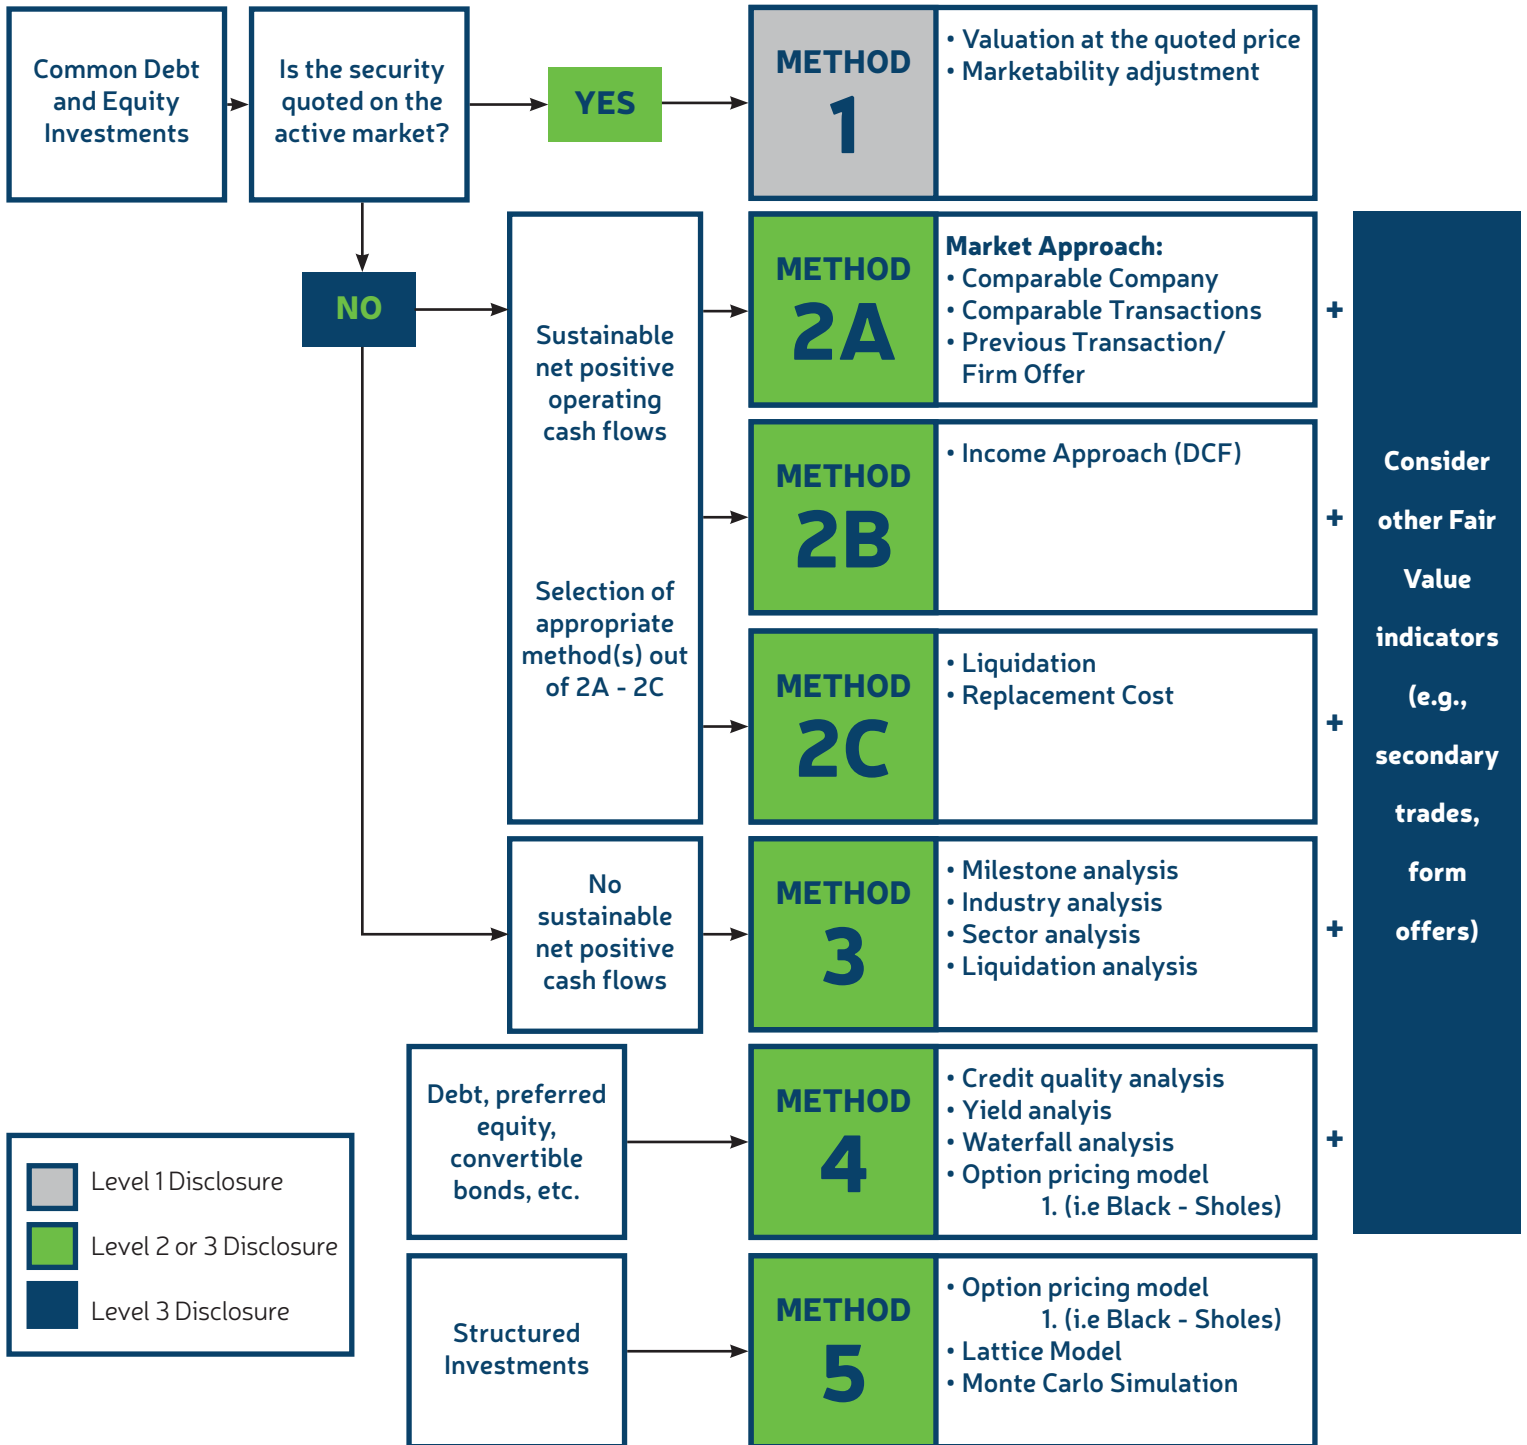 Common Debt
and Equity
Investments
Is the security
quoted on the
active market?
YES
METHOD
1
• Valuation at the quoted price
• Marketability adjustment
NO
Sustainable
net positive
operating
cash flows
Selection of
appropriate
method(s) out
of 2A - 2C
METHOD
2A
Market Approach:
• Comparable Company
• Comparable Transactions
• Previous Transaction/
Firm Offer
+
METHOD
2B
• Income Approach (DCF)
+
METHOD
2C
• Liquidation
• Replacement Cost
+
No
sustainable
net positive
cash flows
METHOD
3
• Milestone analysis
• Industry analysis
• Sector analysis
• Liquidation analysis
+
Debt, preferred
equity,
convertible
bonds, etc.
METHOD
4
• Credit quality analysis
• Yield analyis
• Waterfall analysis
• Option pricing model
1. (i.e Black - Sholes)
+
Structured
Investments
METHOD
5
• Option pricing model
1. (i.e Black - Sholes)
• Lattice Model
• Monte Carlo Simulation
Consider
other Fair
Value
indicators
(e.g.,
secondary
trades,
form
offers)
Level 1 Disclosure
Level 2 or 3 Disclosure
Level 3 Disclosure